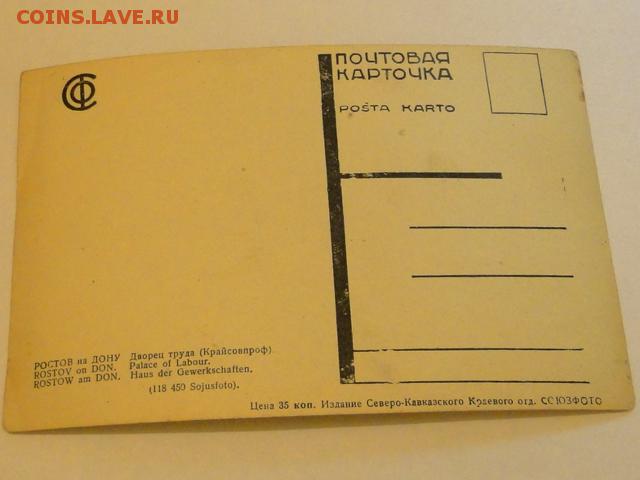 COINS.LAVE.RU
ПОЧТОВАЯ
КАРТОЧКА
POŜTA KARTO
РОСТОВ на ДОНУ Дворец труда (Крайсовпроф)
ROSTOV on DON. Palace of Labour.
ROSTOW am DON. Haus der Gewerkschaften.
(118 450 Sojusfoto).
Цена 35 коп. Издание Северо-Кавказского Краевого отд. СОЮЗФОТО